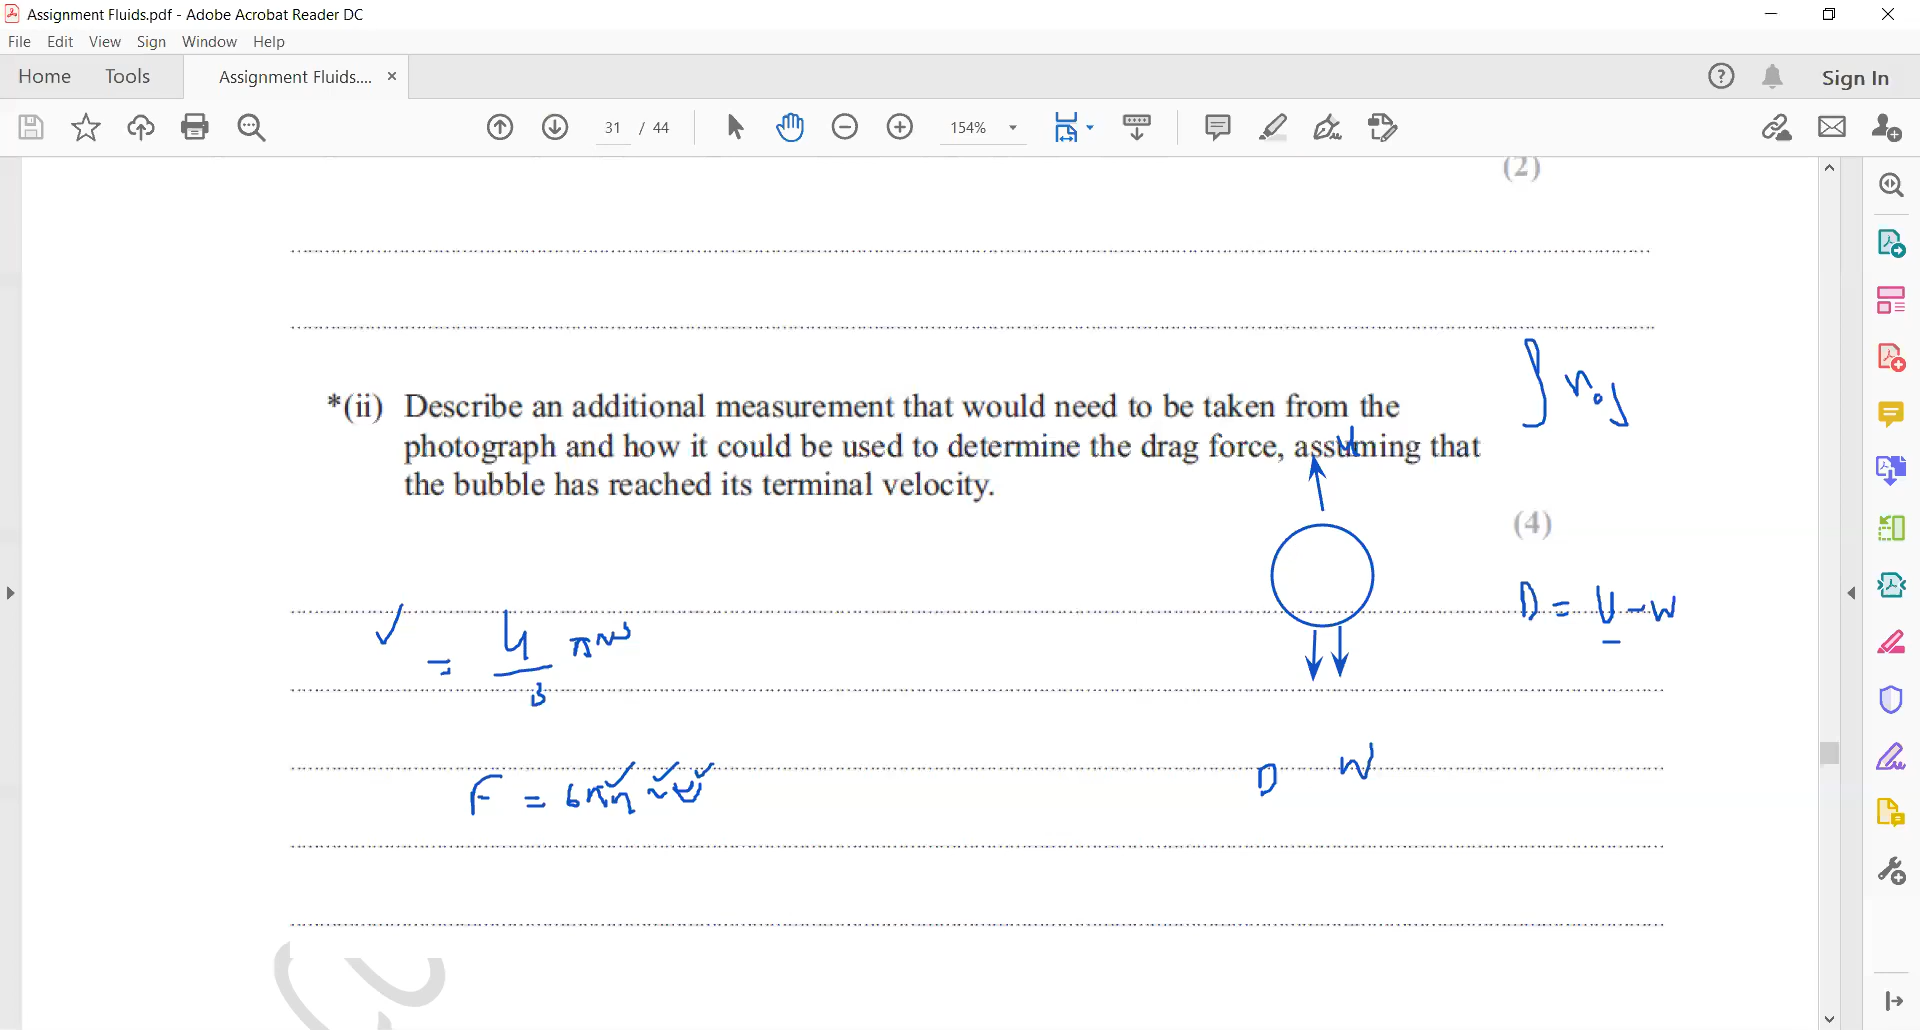 Assignment Fluids.pdf - Adobe Acrobat Reader DC
File Edit View Sign Window Help
Home Tools Assignment Fluids.... × Sign In
31 / 44 154%
(2)
*(ii) Describe an additional measurement that would need to be taken from the
photograph and how it could be used to determine the drag force, assuming that
the bubble has reached its terminal velocity.
(4)
D = U - W
= 4/3 π
D W
F = 6πη